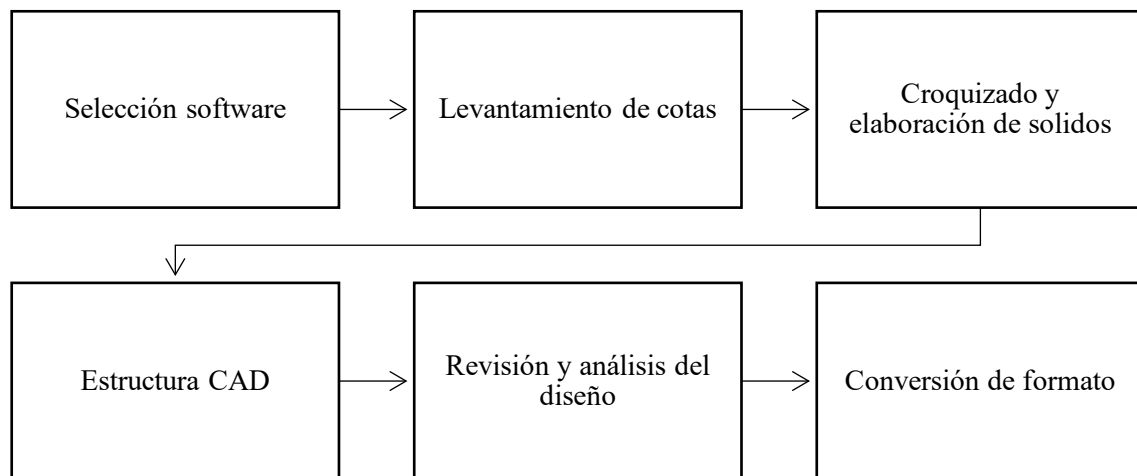 Selección software
Levantamiento de cotas
Croquizado y
elaboración de solidos
Estructura CAD
Revisión y análisis del
diseño
Conversión de formato